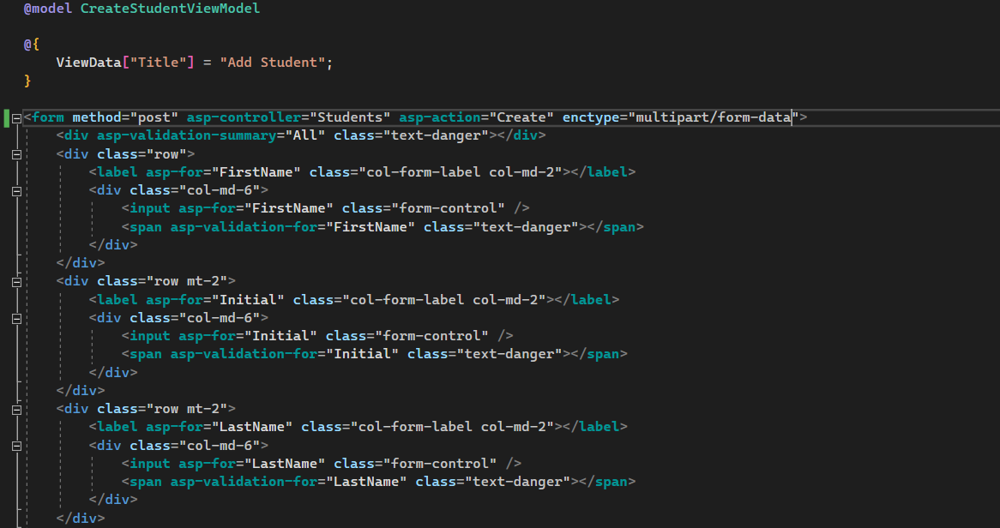 @model CreateStudentViewModel
@{
ViewData["Title"] = "Add Student";
}
<form method="post" asp-controller="Students" asp-action="Create" enctype="multipart/form-data">
<div asp-validation-summary="All" class="text-danger"></div>
<div class="row">
<label asp-for="FirstName" class="col-form-label col-md-2"></label>
<div class="col-md-6">
<input asp-for="FirstName" class="form-control" />
<span asp-validation-for="FirstName" class="text-danger"></span>
</div>
</div>
<div class="row mt-2">
<label asp-for="Initial" class="col-form-label col-md-2"></label>
<div class="col-md-6">
<input asp-for="Initial" class="form-control" />
<span asp-validation-for="Initial" class="text-danger"></span>
</div>
</div>
<div class="row mt-2">
<label asp-for="LastName" class="col-form-label col-md-2"></label>
<div class="col-md-6">
<input asp-for="LastName" class="form-control" />
<span asp-validation-for="LastName" class="text-danger"></span>
</div>
</div>